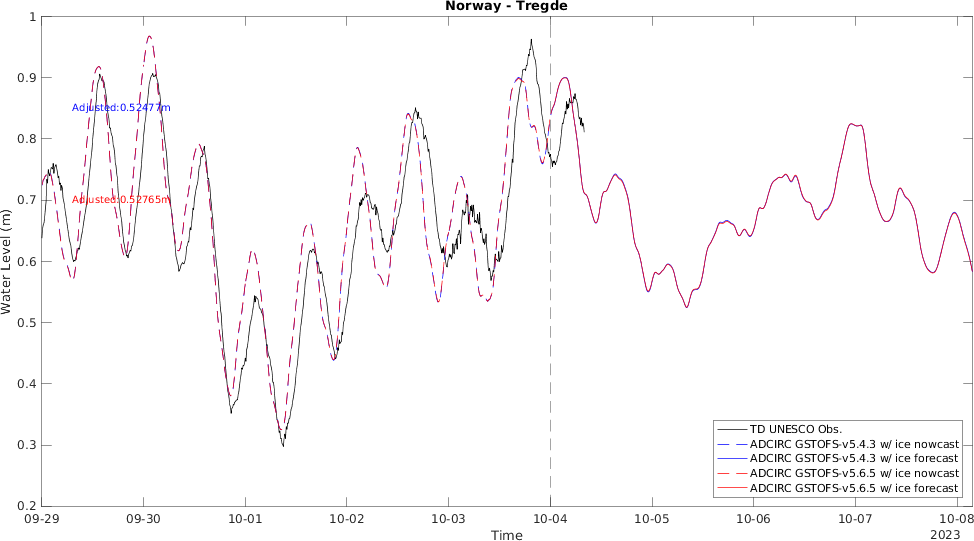 Norway - Tregde
1
0.9
0.8
0.7
0.6
0.5
0.4
0.3
0.2
Water Level (m)
Adjusted:0.52477m
Adjusted:0.52765m
TD UNESCO Obs.
ADCIRC GSTOFS-v5.4.3 w/ ice nowcast
ADCIRC GSTOFS-v5.4.3 w/ ice forecast
ADCIRC GSTOFS-v5.6.5 w/ ice nowcast
ADCIRC GSTOFS-v5.6.5 w/ ice forecast
09-29 09-30 10-01 10-02 10-03 10-04 10-05 10-06 10-07 10-08
Time
2023